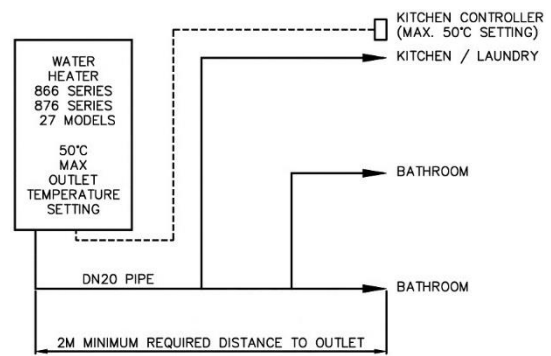 WATER
HEATER
866 SERIES
876 SERIES
27 MODELS
50°C
MAX
OUTLET
TEMPERATURE
SETTING
KITCHEN CONTROLLER
(MAX. 50°C SETTING)
KITCHEN / LAUNDRY
BATHROOM
DN20 PIPE
BATHROOM
2M MINIMUM REQUIRED DISTANCE TO OUTLET